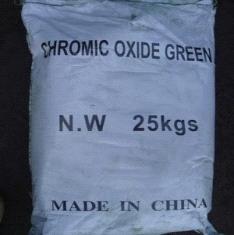 CHROMIC OXIDE GREEN
N.W 25kgs
MADE IN CHINA